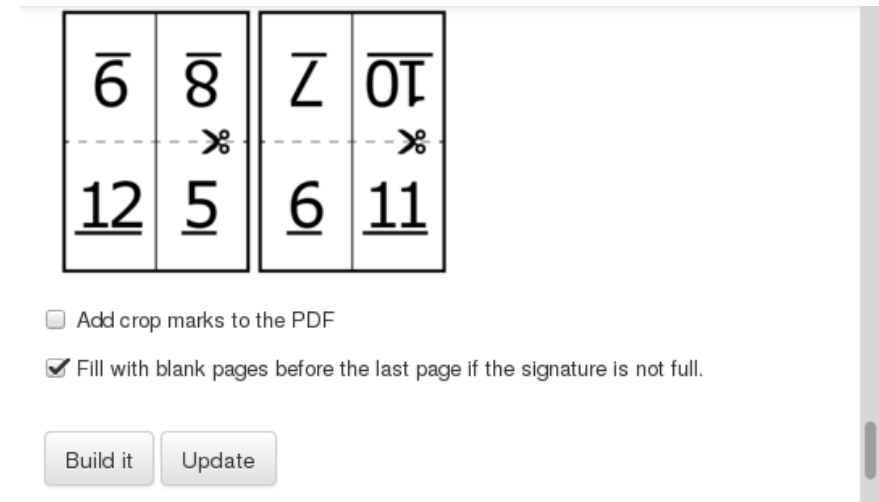 9 8 7 10
12 5 6 11
Add crop marks to the PDF
Fill with blank pages before the last page if the signature is not full.
Build it Update